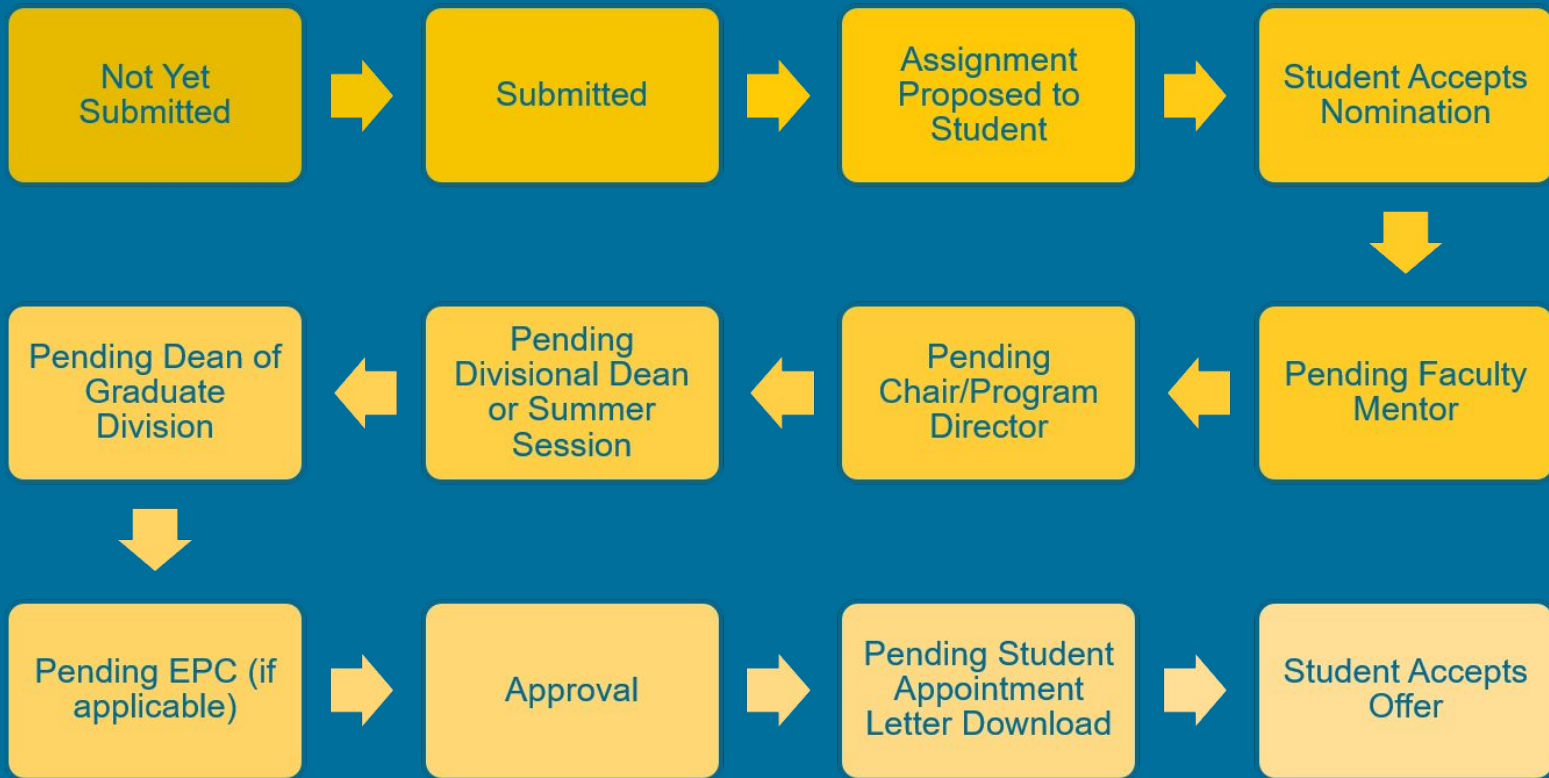 Not Yet
Submitted
Submitted
Assignment
Proposed to
Student
Student Accepts
Nomination
Pending Faculty
Mentor
Pending
Chair/Program
Director
Pending
Divisional Dean
or Summer
Session
Pending Dean of
Graduate
Division
Pending EPC (if
applicable)
Approval
Pending Student
Appointment
Letter Download
Student Accepts
Offer